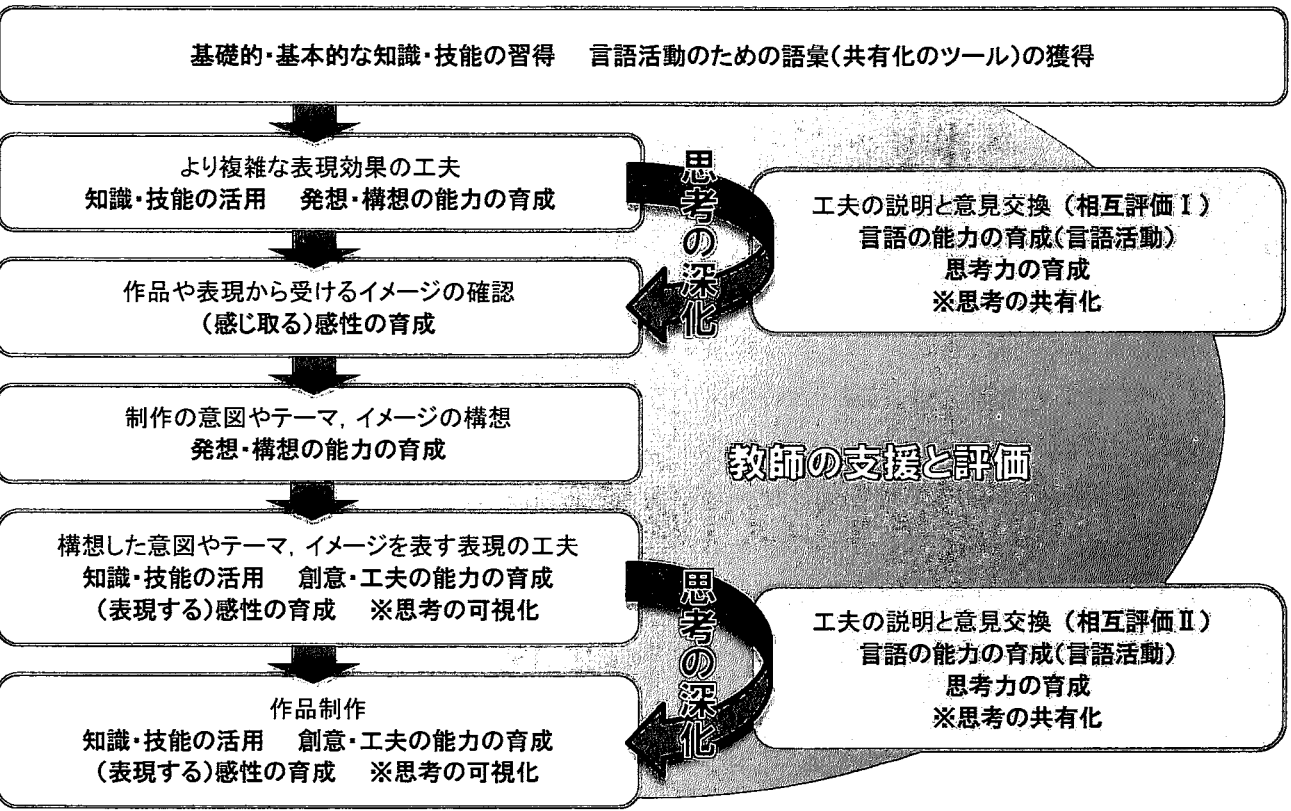 基礎的・基本的な知識・技能の習得　言語活動のための語彙(共有化のツール)の獲得
より複雑な表現効果の工夫
知識・技能の活用　発想・構想の能力の育成
思考の深化
工夫の説明と意見交換（相互評価Ⅰ）
言語の能力の育成(言語活動)
思考力の育成
※思考の共有化
作品や表現から受けるイメージの確認
(感じ取る)感性の育成
制作の意図やテーマ，イメージの構想
発想・構想の能力の育成
教師の支援と評価
構想した意図やテーマ，イメージを表す表現の工夫
知識・技能の活用　創意・工夫の能力の育成
(表現する)感性の育成　※思考の可視化
思考の深化
工夫の説明と意見交換（相互評価Ⅱ）
言語の能力の育成(言語活動)
思考力の育成
※思考の共有化
作品制作
知識・技能の活用　創意・工夫の能力の育成
(表現する)感性の育成　※思考の可視化